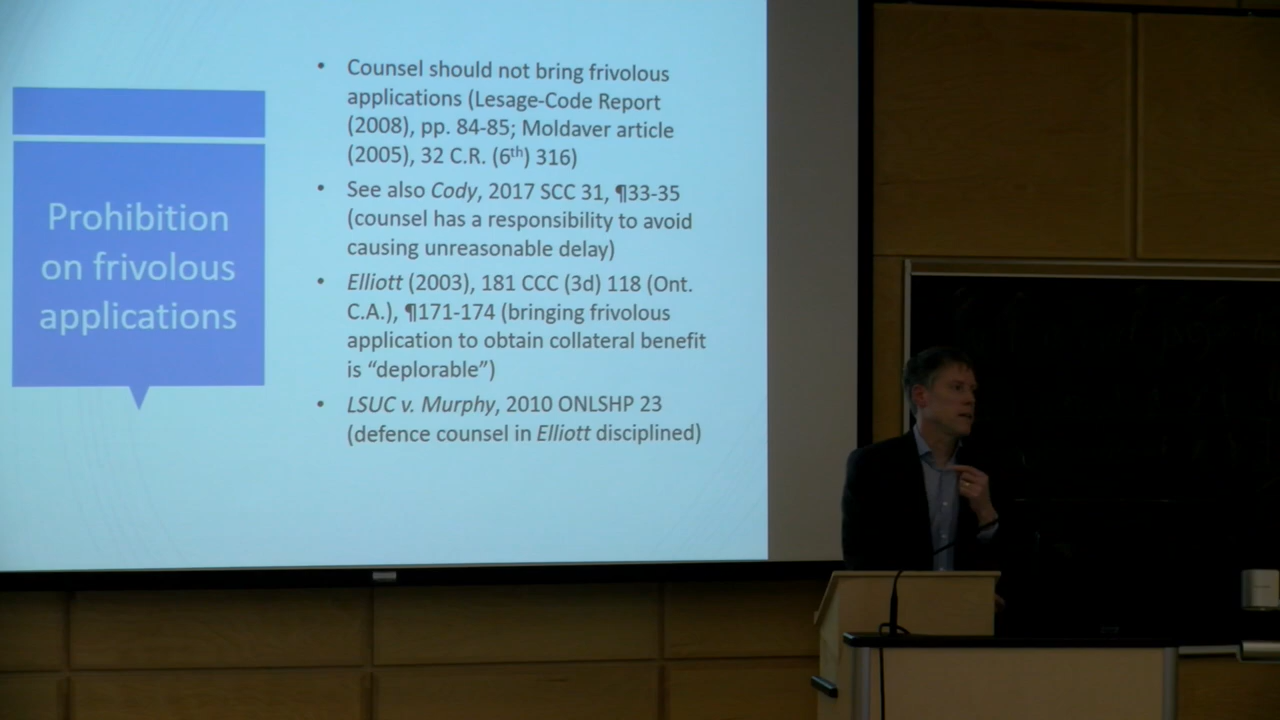 Prohibition
on frivolous
applications
• Counsel should not bring frivolous
applications (Lesage-Code Report
(2008), pp. 84-85; Moldaver article
(2005), 32 C.R. (6th) 316)
• See also Cody, 2017 SCC 31, ¶33-35
(counsel has a responsibility to avoid
causing unreasonable delay)
• Elliott (2003), 181 CCC (3d) 118 (Ont.
C.A.), ¶171-174 (bringing frivolous
application to obtain collateral benefit
is “deplorable”)
• LSUC v. Murphy, 2010 ONLSHP 23
(defence counsel in Elliott disciplined)